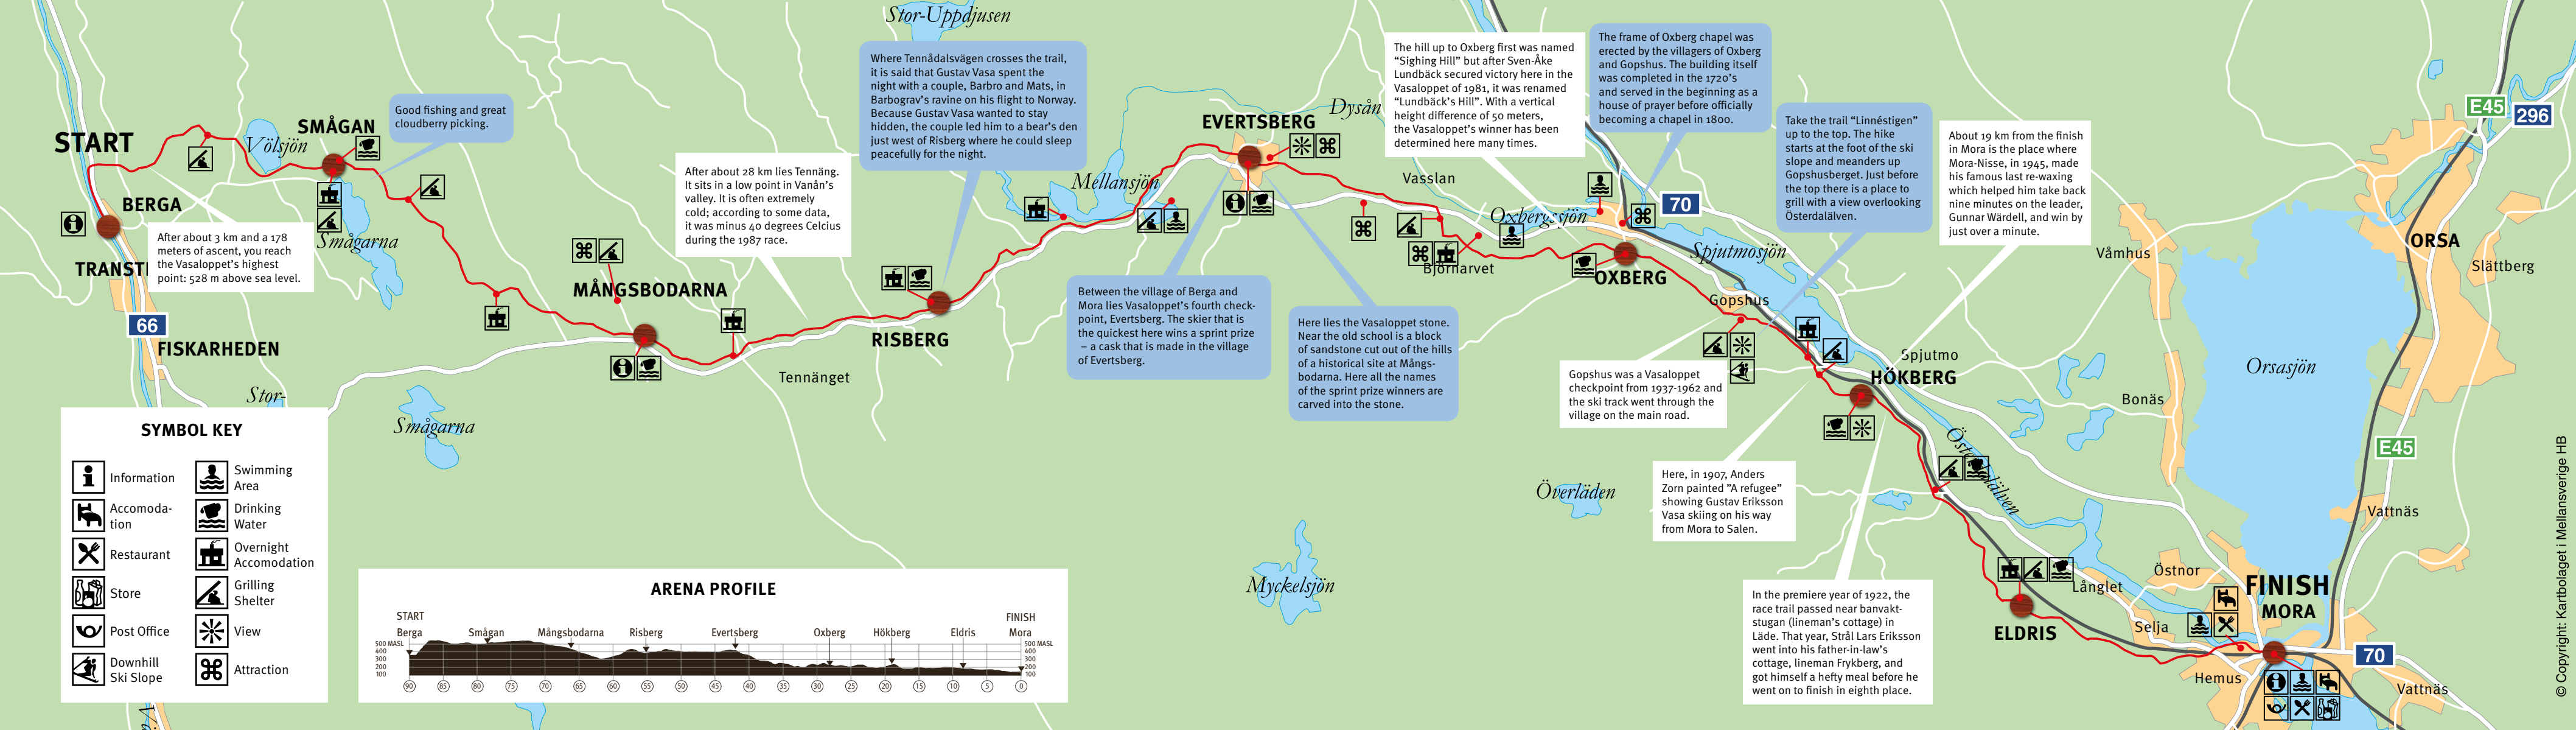 Stor-Uppdjusen
START
BERGA
TRANSTI
66
FISKARHEDEN
Völsjön
SMÅGAN
Good fishing and great
cloudberry picking.
After about 3 km and a 178
meters of ascent, you reach
the Vasaloppet's highest
point: 528 m above sea level.
Smågarna
Stor-
Smågarna
MÅNGSBODARNA
After about 28 km lies Tennäng.
It sits in a low point in Vanån's
valley. It is often extremely
cold; according to some data,
it was minus 40 degrees Celcius
during the 1987 race.
Tennänget
RISBERG
Where Tennådalsvägen crosses the trail,
it is said that Gustav Vasa spent the
night with a couple, Barbro and Mats, in
Barbograv's ravine on his flight to Norway.
Because Gustav Vasa wanted to stay
hidden, the couple led him to a bear's den
just west of Risberg where he could sleep
peacefully for the night.
Mellansjön
EVERTSBERG
Dysån
Between the village of Berga and
Mora lies Vasaloppet's fourth check-
point, Evertsberg. The skier that is
the quickest here wins a sprint prize
– a cask that is made in the village
of Evertsberg.
Here lies the Vasaloppet stone.
Near the old school is a block
of sandstone cut out of the hills
of a historical site at Mångs-
bodarna. Here all the names
of the sprint prize winners are
carved into the stone.
The hill up to Oxberg first was named
“Sighing Hill” but after Sven-Åke
Lundbäck secured victory here in the
Vasaloppet of 1981, it was renamed
“Lundbäck's Hill”. With a vertical
height difference of 50 meters,
the Vasaloppet's winner has been
determined here many times.
The frame of Oxberg chapel was
erected by the villagers of Oxberg
and Gopshus. The building itself
was completed in the 1720's
and served in the beginning as a
house of prayer before officially
becoming a chapel in 1800.
Vasslan
Oxbergssjön
Björnarvet
70
OXBERG
Spjutmosjön
Take the trail “Linnéstigen”
up to the top. The hike
starts at the foot of the ski
slope and meanders up
Gopshusberget. Just before
the top there is a place to
grill with a view overlooking
Österdalälven.
About 19 km from the finish
in Mora is the place where
Mora-Nisse, in 1945, made
his famous last re-waxing
which helped him take back
nine minutes on the leader,
Gunnar Wärdell, and win by
just over a minute.
Gopshus
Gopshus was a Vasaloppet
checkpoint from 1937-1962 and
the ski track went through the
village on the main road.
Spjutmo
HÖKBERG
Here, in 1907, Anders
Zorn painted ”A refugee”
showing Gustav Eriksson
Vasa skiing on his way
from Mora to Salen.
In the premiere year of 1922, the
race trail passed near banvakt-
stugan (lineman's cottage) in
Läde. That year, Strål Lars Eriksson
went into his father-in-law's
cottage, lineman Frykberg, and
got himself a hefty meal before he
went on to finish in eighth place.
Överläden
Myckelsjön
Österdalälven
ELDRIS
Långlet
Östnor
Selja
Hemus
FINISH
MORA
70
Vattnäs
Vattnäs
E45
Orsasjön
Bonäs
Våmhus
ORSA
Slättberg
E45
296
SYMBOL KEY
Information
Accomoda-
tion
Restaurant
Store
Post Office
Downhill
Ski Slope
Swimming
Area
Drinking
Water
Overnight
Accomodation
Grilling
Shelter
View
Attraction
ARENA PROFILE
START
FINISH
Berga Smågan Mångsbodarna Risberg Evertsberg Oxberg Hökberg Eldris Mora
500 MASL
400
300
200
100
500 MASL
400
300
200
100
90 85 80 75 70 65 60 55 50 45 40 35 30 25 20 15 10 5 0
© Copyright: Kartbolaget i Mellansverige HB